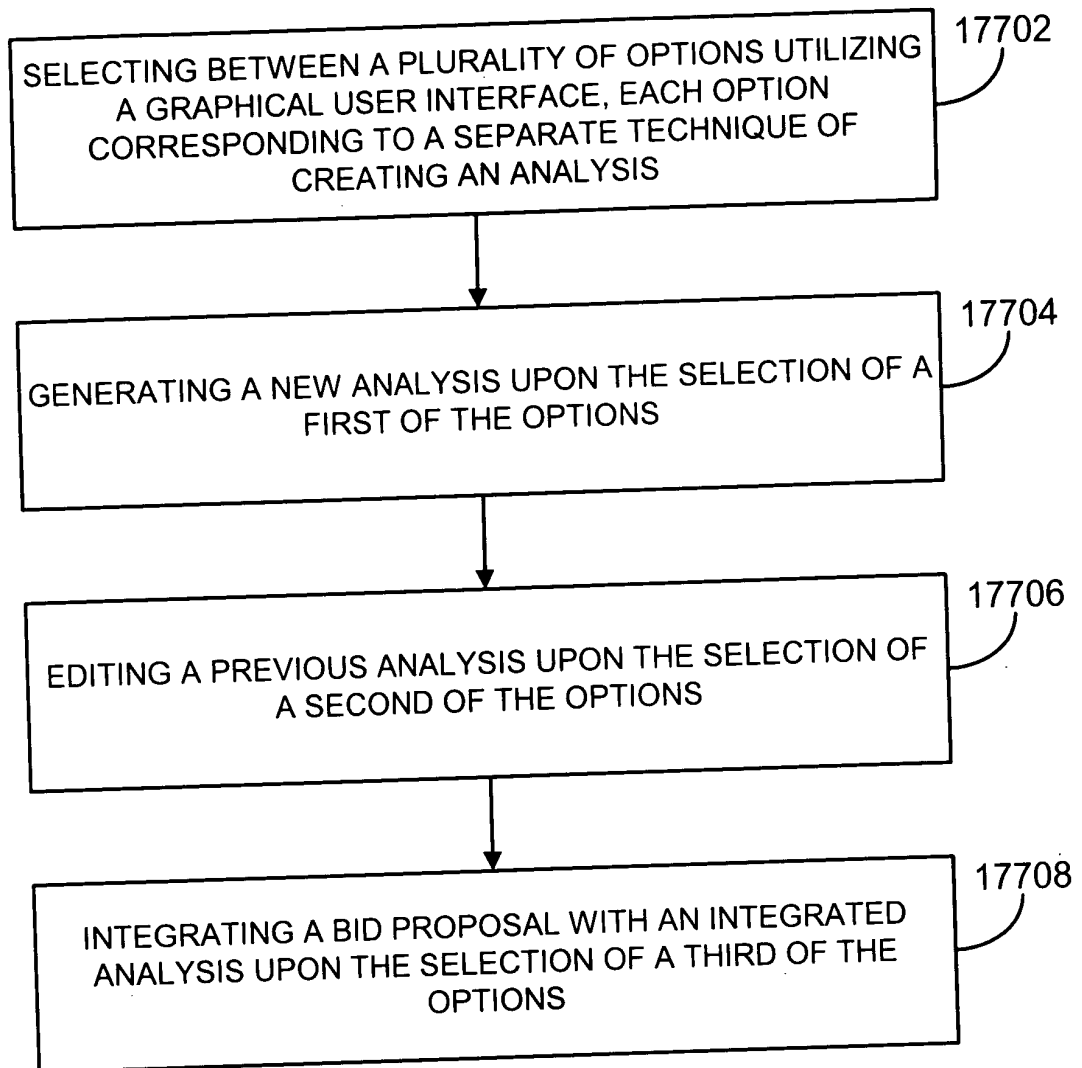 SELECTING BETWEEN A PLURALITY OF OPTIONS UTILIZING
A GRAPHICAL USER INTERFACE, EACH OPTION
CORRESPONDING TO A SEPARATE TECHNIQUE OF
CREATING AN ANALYSIS
17702
GENERATING A NEW ANALYSIS UPON THE SELECTION OF A
FIRST OF THE OPTIONS
17704
EDITING A PREVIOUS ANALYSIS UPON THE SELECTION OF
A SECOND OF THE OPTIONS
17706
INTEGRATING A BID PROPOSAL WITH AN INTEGRATED
ANALYSIS UPON THE SELECTION OF A THIRD OF THE
OPTIONS
17708